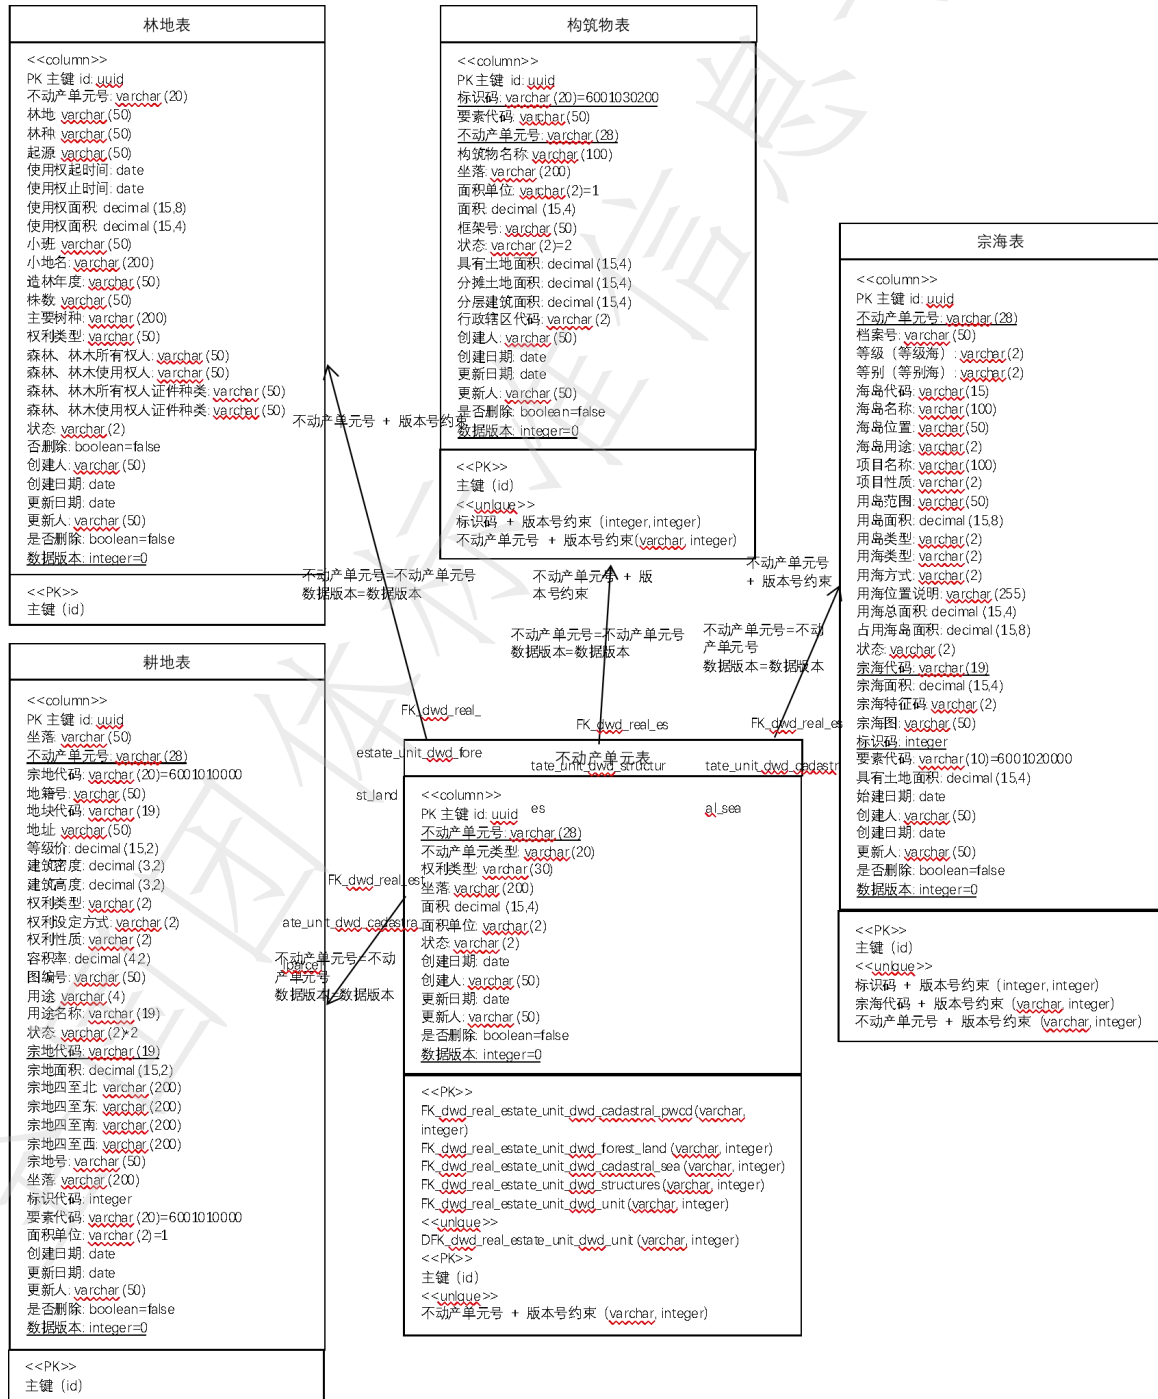 林地表
<<column>>
PK 主键 id: uuid
不动产单元号: varchar (20)
林地 varchar (50)
林种 varchar (50)
起源 varchar (50)
使用权起时间: date
使用权止时间: date
使用权面积: decimal (15,8)
使用权面积: decimal (15,4)
小班 varchar (50)
小地名: varchar (200)
造林年度: varchar (50)
株数 varchar (50)
主要树种: varchar (200)
权利类型: varchar (50)
森林、林木所有权人: varchar (50)
森林、林木使用权人: varchar (50)
森林、林木所有权人证件种类: varchar (50)
森林、林木使用权人证件种类: varchar (50)
状态: varchar (2)
否删除: boolean=false
创建人: varchar (50)
创建日期: date
更新日期: date
更新人: varchar (50)
是否删除: boolean=false
数据版本: integer=0
<<PK>>
主键 (id)
构筑物表
<<column>>
PK 主键 id: uuid
标识码: varchar (20)=6001030200
要素代码: varchar (50)
不动产单元号: varchar (28)
构筑物名称: varchar (100)
坐落: varchar (200)
面积单位: varchar (2)=1
面积: decimal (15,4)
框架号: varchar (50)
状态: varchar (2)=2
具有土地面积: decimal (15,4)
分摊土地面积: decimal (15,4)
分层建筑面积: decimal (15,4)
行政辖区代码: varchar (2)
创建人: varchar (50)
创建日期: date
更新日期: date
更新人: varchar (50)
是否删除: boolean=false
数据版本: integer=0
<<PK>>
主键 (id)
<<unlque>>
标识码 + 版本号约束 (integer, integer)
不动产单元号 + 版本号约束(varchar, integer)
宗海表
<<column>>
PK 主键 id: uuid
不动产单元号: varchar (28)
档案号: varchar (50)
等级（等级海）: varchar (2)
等别（等别海）: varchar (2)
海岛代码: varchar (15)
海岛名称: varchar (100)
海岛位置: varchar (50)
海岛用途: varchar (2)
项目名称: varchar (100)
项目性质: varchar (2)
用岛范围: varchar (50)
用岛面积: decimal (15,8)
用岛类型: varchar (2)
用海类型: varchar (2)
用海方式: varchar (2)
用海位置说明: varchar (255)
用海总面积: decimal (15,4)
占用海岛面积: decimal (15,8)
状态: varchar (2)
宗海代码: varchar (19)
宗海面积: decimal (15,4)
宗海特征码: varchar (2)
宗海图: varchar (50)
标识码: integer
要素代码: varchar (10)=6001020000
具有土地面积: decimal (15,4)
始建日期: date
创建人: varchar (50)
创建日期: date
更新人: varchar (50)
是否删除: boolean=false
数据版本: integer=0
<<PK>>
主键 (id)
<<unlque>>
标识码 + 版本号约束 (integer, integer)
宗海代码 + 版本号约束 (varchar, integer)
不动产单元号 + 版本号约束 (varchar, integer)
不动产单元号 + 版本号约束
不动产单元号=不动产单元号
数据版本=数据版本
FK_dwd_real_
estate_unit_dwd_fore
st_land
不动产单元号 + 版
本号约束
不动产单元号=不动产单元号
数据版本=数据版本
FK_dwd_real_es
tate_unit_dwd_structur
es
不动产单元号
+ 版本号约束
不动产单元号=不动
产单元号
数据版本=数据版本
FK_dwd_real_es
tate_unit_dwd_cadastr
al_sea
耕地表
<<column>>
PK 主键 id: uuid
坐落: varchar (50)
不动产单元号: varchar (28)
宗地代码: varchar (20)=6001010000
地籍号: varchar (50)
地块代码: varchar (19)
地址: varchar (50)
等级价: decimal (15,2)
建筑密度: decimal (3,2)
建筑高度: decimal (3,2)
权利类型: varchar (2)
权利设定方式: varchar (2)
权利性质: varchar (2)
容积率: decimal (4,2)
图编号: varchar (50)
用途: varchar (4)
用途名称: varchar (19)
状态: varchar (2)=2
宗地代码: varchar (19)
宗地面积: decimal (15,2)
宗地四至北: varchar (200)
宗地四至东: varchar (200)
宗地四至南: varchar (200)
宗地四至西: varchar (200)
宗地号: varchar (50)
坐落: varchar (200)
标识代码: integer
要素代码: varchar (20)=6001010000
面积单位: varchar (2)=1
创建日期: date
更新日期: date
更新人: varchar (50)
是否删除: boolean=false
数据版本: integer=0
<<PK>>
主键 (id)
FK_dwd_real_est
ate_unit_dwd_cadastra
lparcel
不动产单元号=不动
产单元号
数据版本=数据版本
不动产单元表
<<column>>
PK 主键 id: uuid
不动产单元号: varchar (28)
不动产单元类型: varchar (20)
权利类型: varchar (30)
坐落: varchar (200)
面积: decimal (15,4)
面积单位: varchar (2)
状态: varchar (2)
创建日期: date
创建人: varchar (50)
更新日期: date
更新人: varchar (50)
是否删除: boolean=false
数据版本: integer=0
<<PK>>
FK_dwd_real_estate_unit_dwd_cadastral_pwcd (varchar,
integer)
FK_dwd_real_estate_unit_dwd_forest_land (varchar, integer)
FK_dwd_real_estate_unit_dwd_cadastral_sea (varchar, integer)
FK_dwd_real_estate_unit_dwd_structures (varchar, integer)
FK_dwd_real_estate_unit_dwd_unit (varchar, integer)
<<unlque>>
DFK_dwd_real_estate_unit_dwd_unit (varchar, integer)
<<PK>>
主键 (id)
<<unlque>>
不动产单元号 + 版本号约束 (varchar, integer)